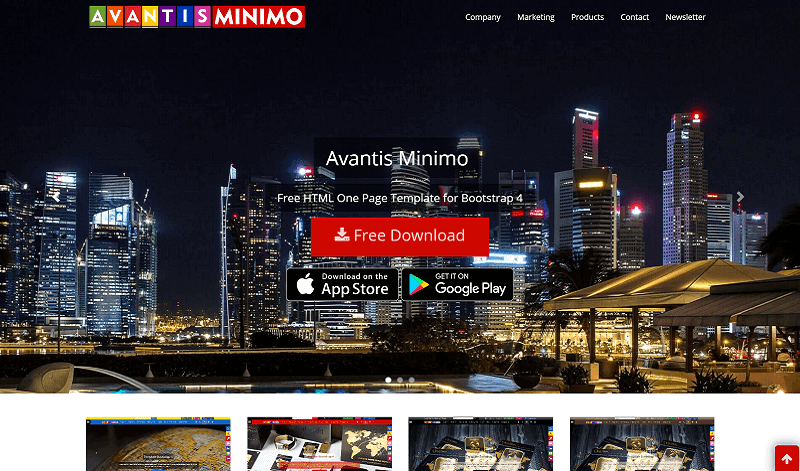 AVANTIS MINIMO
Company Marketing Products Contact Newsletter
Avantis Minimo
Free HTML One Page Template for Bootstrap 4
Free Download
Download on the
App Store
GET IT ON
Google Play